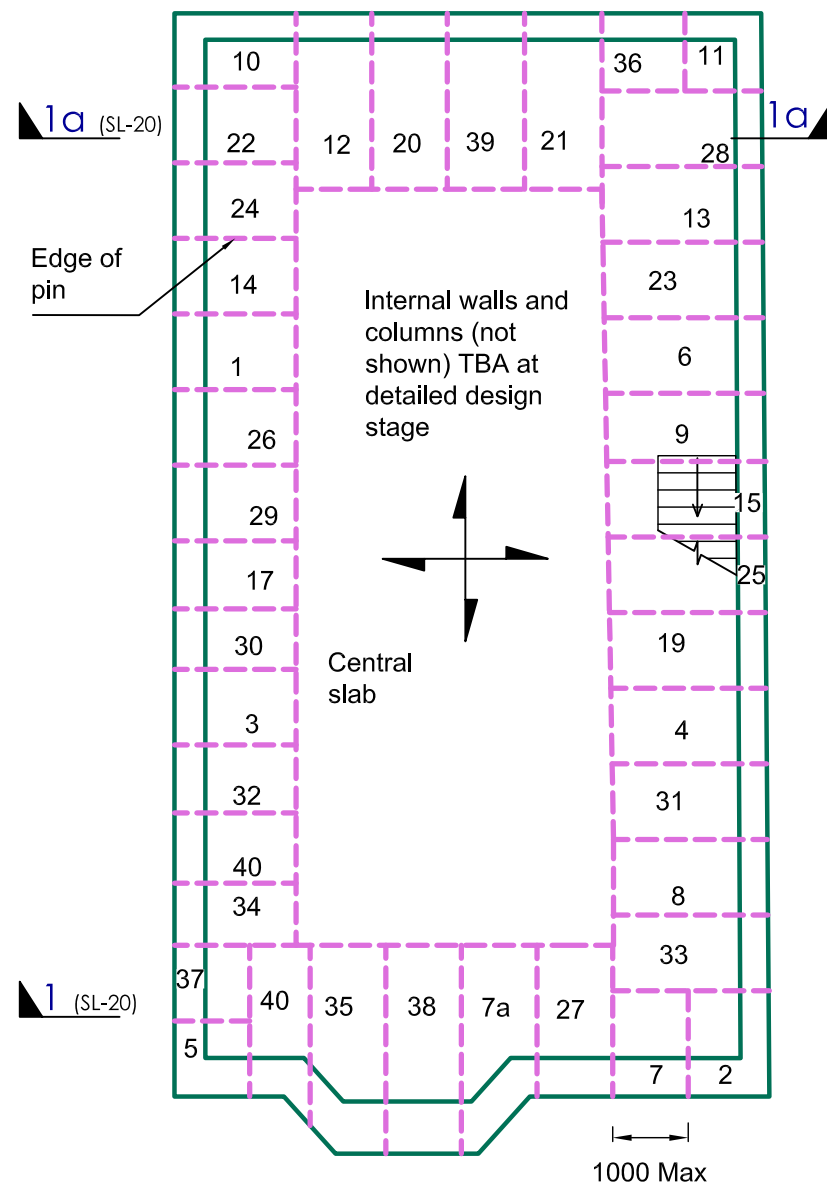 10
36
11
1a (SL-20)
1a
22
12
20
39
21
28
24
13
Edge of
pin
14
23
Internal walls and
columns (not
shown) TBA at
detailed design
stage
1
6
26
9
29
15
17
25
30
19
Central
slab
3
4
32
31
40
8
34
33
37
1 (SL-20)
40
35
38
7a
27
5
7
2
1000 Max